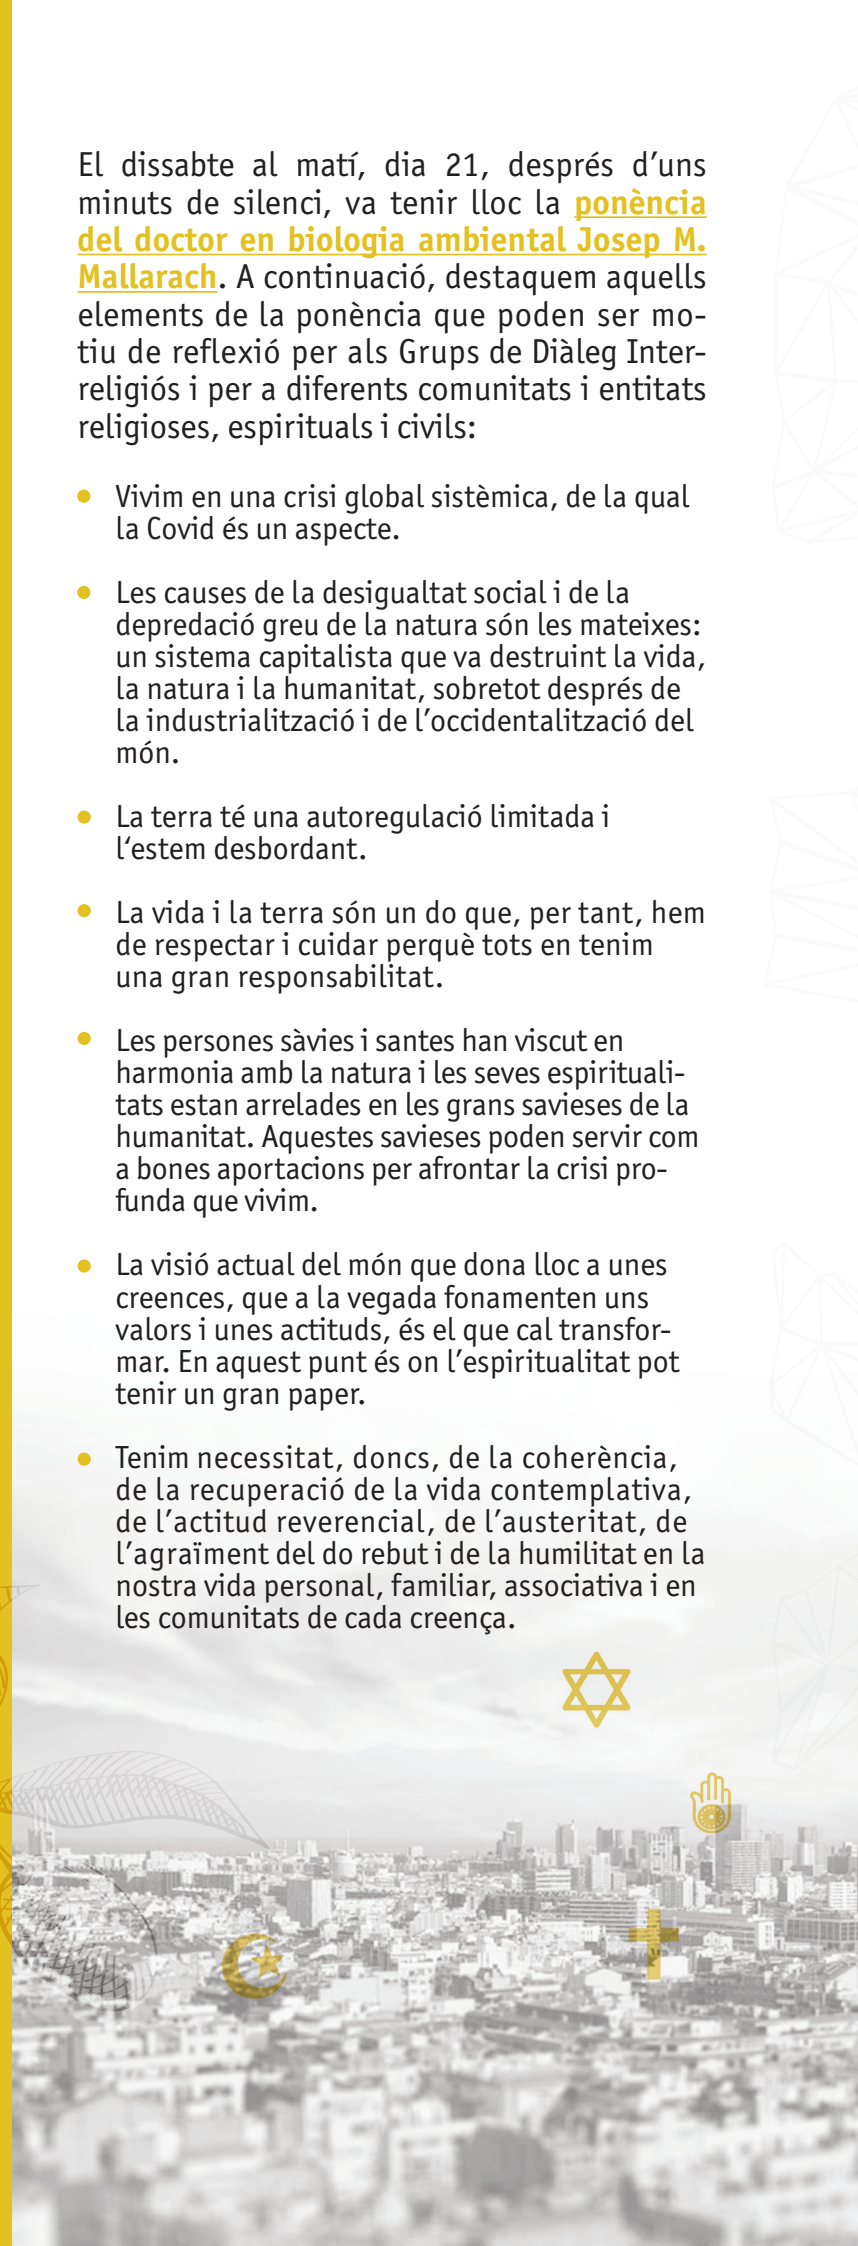 El dissabte al matí, dia 21, després d’uns
minuts de silenci, va tenir lloc la ponència
del doctor en biologia ambiental Josep M.
Mallarach. A continuació, destaquem aquells
elements de la ponència que poden ser mo-
tiu de reflexió per als Grups de Diàleg Inter-
religiós i per a diferents comunitats i entitats
religioses, espirituals i civils:
• Vivim en una crisi global sistèmica, de la qual
la Covid és un aspecte.
• Les causes de la desigualtat social i de la
depredació greu de la natura són les mateixes:
un sistema capitalista que va destruint la vida,
la natura i la humanitat, sobretot després de
la industrialització i de l’occidentalització del
món.
• La terra té una autoregulació limitada i
l‘estem desbordant.
• La vida i la terra són un do que, per tant, hem
de respectar i cuidar perquè tots en tenim
una gran responsabilitat.
• Les persones sàvies i santes han viscut en
harmonia amb la natura i les seves espirituali-
tats estan arrelades en les grans savieses de la
humanitat. Aquestes savieses poden servir com
a bones aportacions per afrontar la crisi pro-
funda que vivim.
• La visió actual del món que dona lloc a unes
creences, que a la vegada fonamenten uns
valors i unes actituds, és el que cal transfor-
mar. En aquest punt és on l’espiritualitat pot
tenir un gran paper.
• Tenim necessitat, doncs, de la coherència,
de la recuperació de la vida contemplativa,
de l’actitud reverencial, de l’austeritat, de
l’agraïment del do rebut i de la humilitat en la
nostra vida personal, familiar, associativa i en
les comunitats de cada creença.